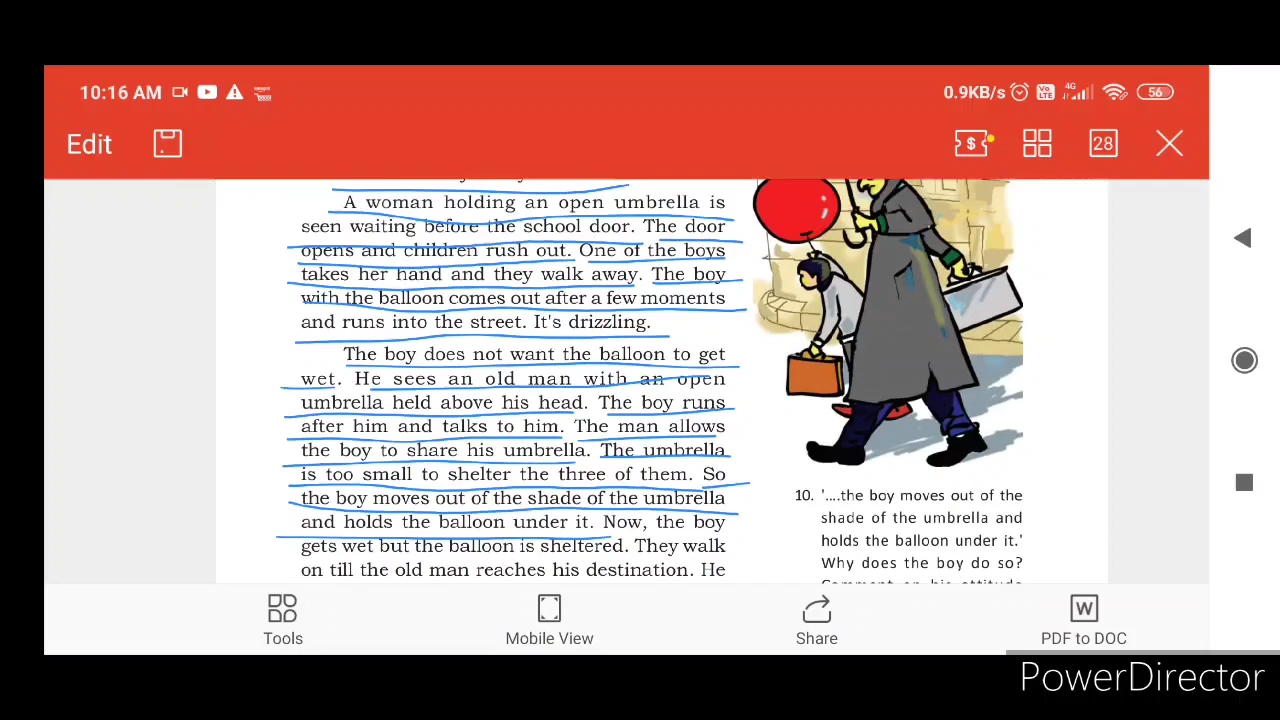 10:16 AM
0.9KB/s
Vo LTE
4G
56
Edit
$
28
A woman holding an open umbrella is
seen waiting before the school door. The door
opens and children rush out. One of the boys
takes her hand and they walk away. The boy
with the balloon comes out after a few moments
and runs into the street. It's drizzling.
The boy does not want the balloon to get
wet. He sees an old man with an open
umbrella held above his head. The boy runs
after him and talks to him. The man allows
the boy to share his umbrella. The umbrella
is too small to shelter the three of them. So
the boy moves out of the shade of the umbrella
and holds the balloon under it. Now, the boy
gets wet but the balloon is sheltered. They walk
on till the old man reaches his destination. He
10. '....the boy moves out of the
shade of the umbrella and
holds the balloon under it.'
Why does the boy do so?
Tools
Mobile View
Share
W
PDF to DOC
PowerDirector